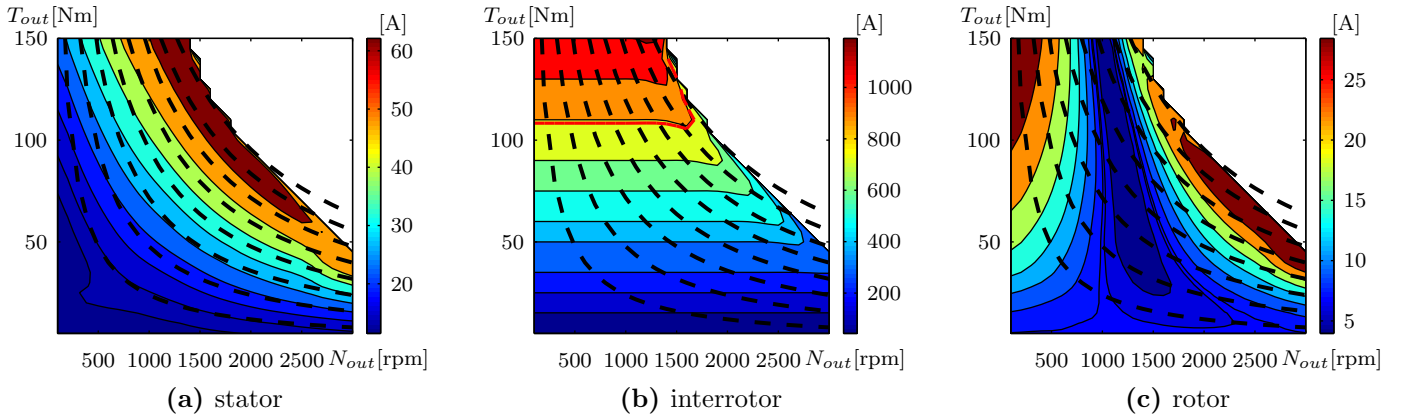 T_out[Nm] [A] T_out[Nm] [A] T_out[Nm] [A]
150 60 150 1000 150 25
50 800 20
100 40 100 600 100 15
30 400
50 20 50 200 50 10
5
500 1000 1400 2000 2500 N_out[rpm] 500 1000 1400 2000 2500 N_out[rpm] 500 1000 1500 2000 2500 N_out[rpm]
(a) stator (b) interrotor (c) rotor